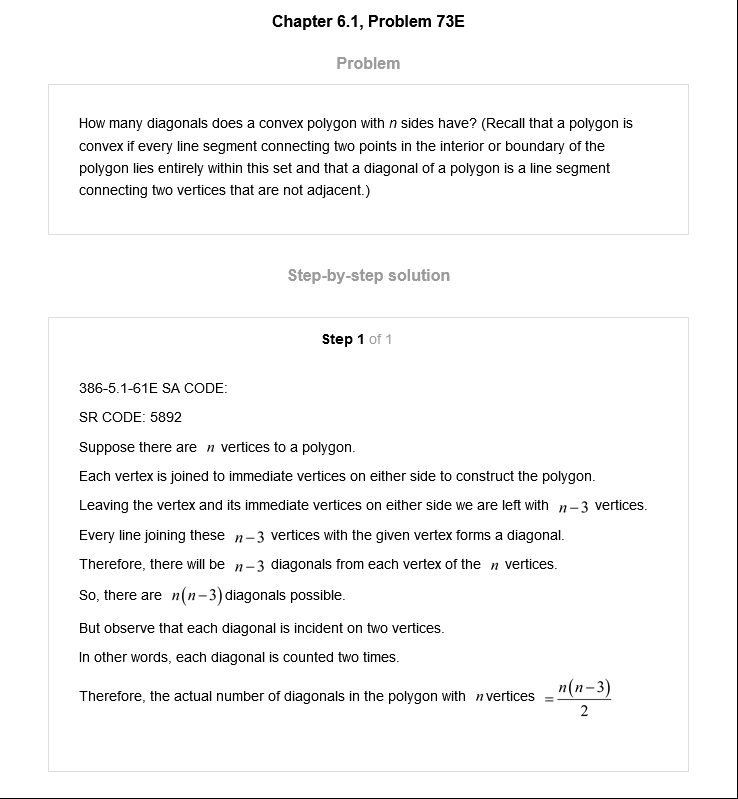 Chapter 6.1, Problem 73E
Problem
How many diagonals does a convex polygon with n sides have? (Recall that a polygon is
convex if every line segment connecting two points in the interior or boundary of the
polygon lies entirely within this set and that a diagonal of a polygon is a line segment
connecting two vertices that are not adjacent.)
Step-by-step solution
Step 1 of 1
386-5.1-61E SA CODE:
SR CODE: 5892
Suppose there are n vertices to a polygon.
Each vertex is joined to immediate vertices on either side to construct the polygon.
Leaving the vertex and its immediate vertices on either side we are left with n−3 vertices.
Every line joining these n−3 vertices with the given vertex forms a diagonal.
Therefore, there will be n−3 diagonals from each vertex of the n vertices.
So, there are n(n−3) diagonals possible.
But observe that each diagonal is incident on two vertices.
In other words, each diagonal is counted two times.
Therefore, the actual number of diagonals in the polygon with n vertices = n(n−3)/2